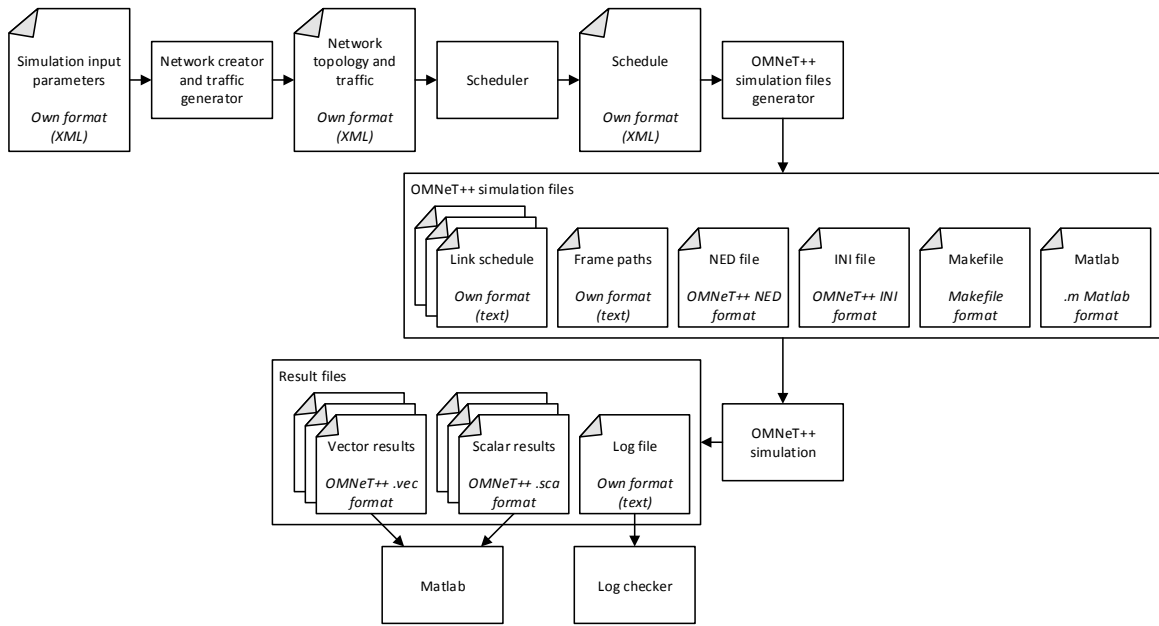 Simulation input
parameters
Own format
(XML)
Network creator
and traffic
generator
Network
topology and
traffic
Own format
(XML)
Scheduler
Schedule
Own format
(XML)
OMNeT++
simulation files
generator
OMNeT++ simulation files
Link schedule
Own format
(text)
Frame paths
Own format
(text)
NED file
OMNeT++ NED
format
INI file
OMNeT++ INI
format
Makefile
Makefile
format
Matlab
.m Matlab
format
Result files
Vector results
OMNeT++ .vec
format
Scalar results
OMNeT++ .sca
format
Log file
Own format
(text)
OMNeT++
simulation
Matlab
Log checker